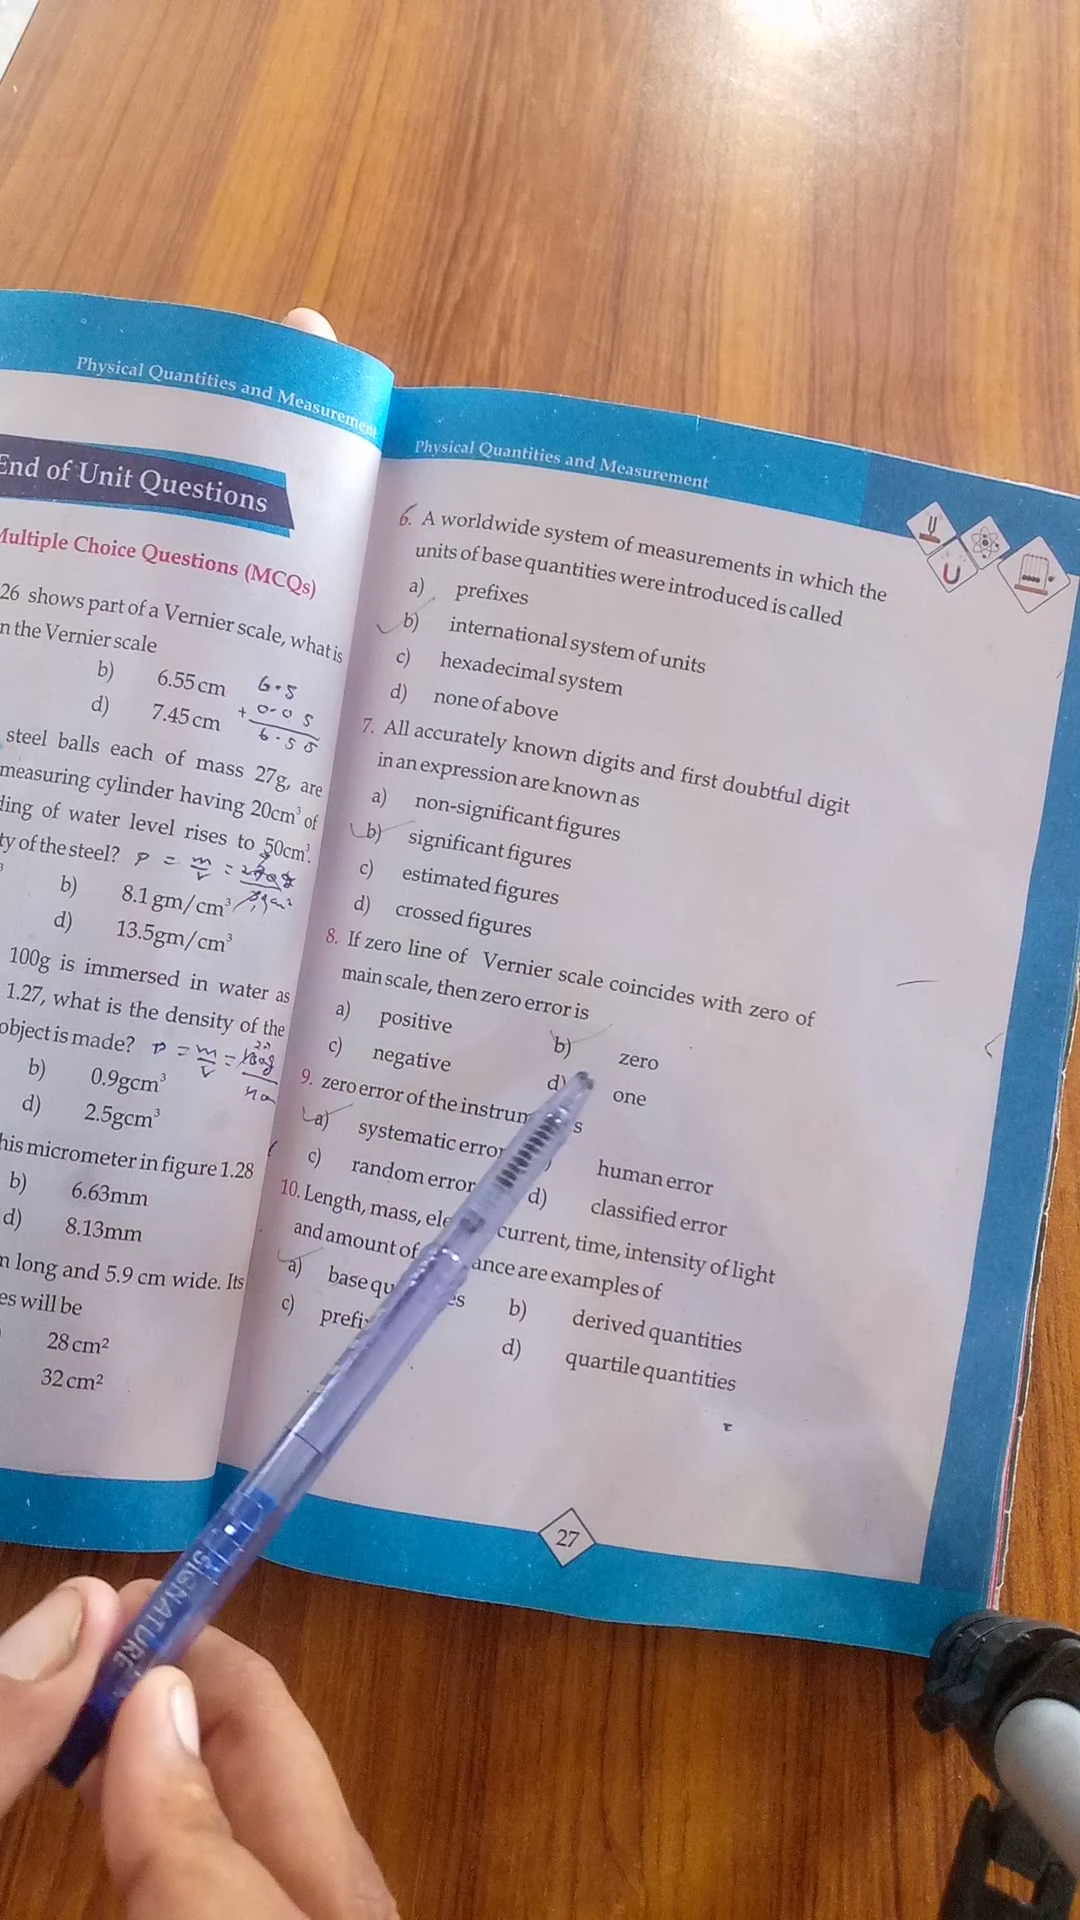 Physical Quantities and Measurement
End of Unit Questions
Multiple Choice Questions (MCQs)
26 shows part of a Vernier scale, what is
n the Vernier scale
b) 6.55 cm
d) 7.45 cm
6.5
+ 0.05
6.55
steel balls each of mass 27g, are
measuring cylinder having 20cm³ of
ding of water level rises to 50cm³.
ty of the steel? P = m/v =
b) 8.1 gm/cm³
d) 13.5gm/cm³
100g is immersed in water as
1.27, what is the density of the
object is made? = m/v =
b) 0.9gcm³
d) 2.5gcm³
his micrometer in figure 1.28
b) 6.63mm
d) 8.13mm
m long and 5.9 cm wide. Its
es will be
28 cm²
32 cm²
Physical Quantities and Measurement
6. A worldwide system of measurements in which the
units of base quantities were introduced is called
a) prefixes
b) international system of units
c) hexadecimal system
d) none of above
7. All accurately known digits and first doubtful digit
in an expression are known as
a) non-significant figures
b) significant figures
c) estimated figures
d) crossed figures
8. If zero line of Vernier scale coincides with zero of
main scale, then zero error is
a) positive b) zero
c) negative d) one
9. zero error of the instrum s
a) systematic error ) human error
c) random error d) classified error
10. Length, mass, ele current, time, intensity of light
and amount of ance are examples of
a) base qu es b) derived quantities
c) prefix d) quartile quantities
27
SIGNATURE